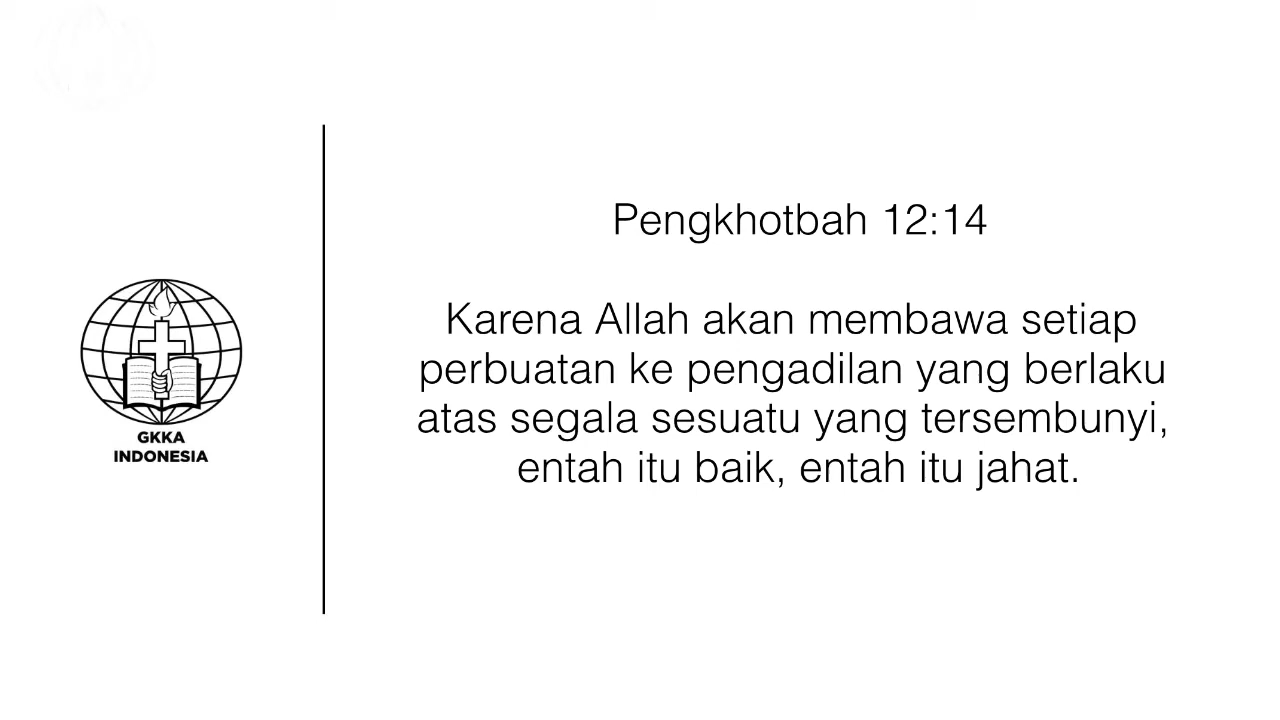 Pengkhotbah 12:14
Karena Allah akan membawa setiap
perbuatan ke pengadilan yang berlaku
atas segala sesuatu yang tersembunyi,
entah itu baik, entah itu jahat.
GKKA
INDONESIA